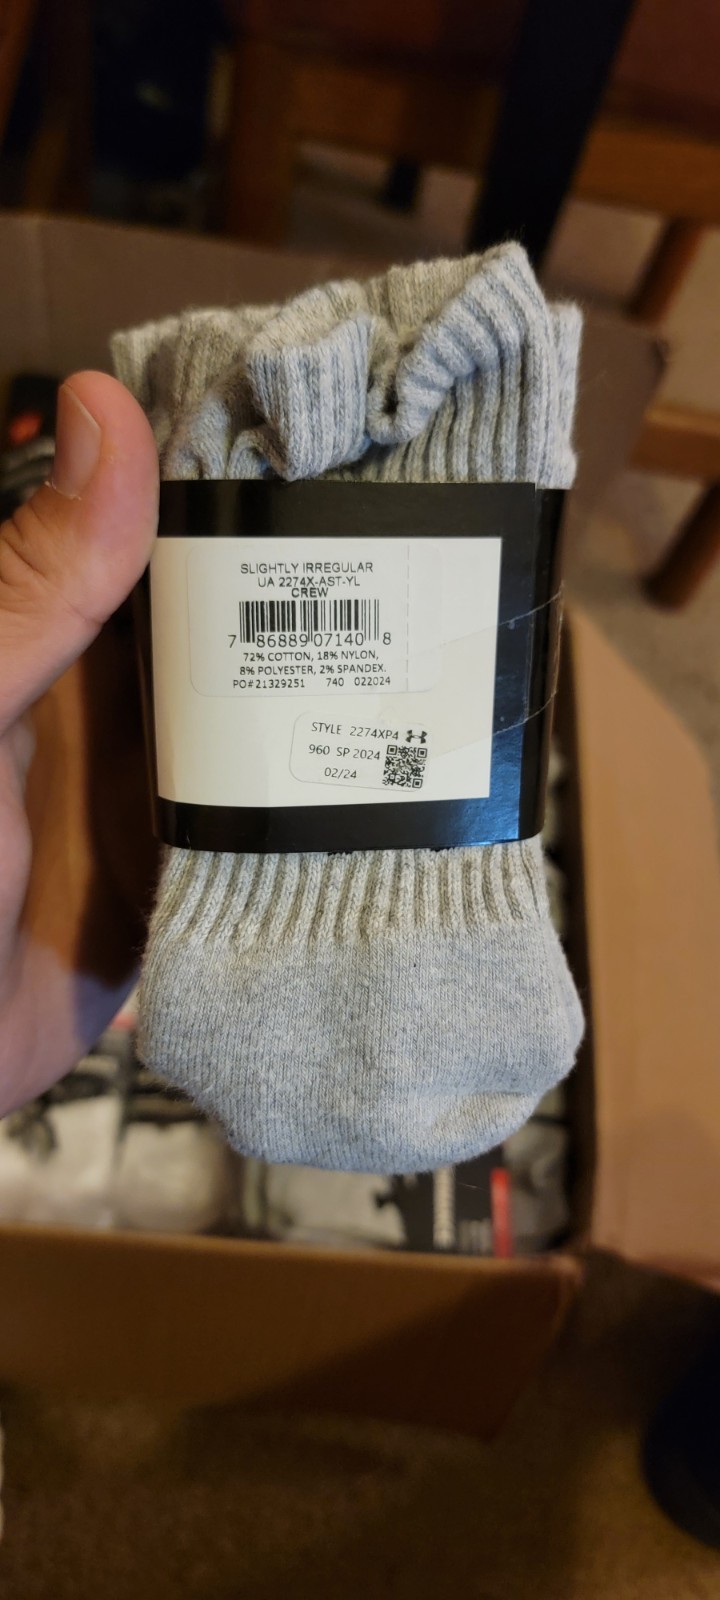 SLIGHTLY IRREGULAR
UA 2274X-AST-YL
CREW
7 86889 07140 8
72% COTTON, 18% NYLON,
8% POLYESTER, 2% SPANDEX.
PO#21329251 740 022024
STYLE 2274XP4
960 SP 2024
02/24